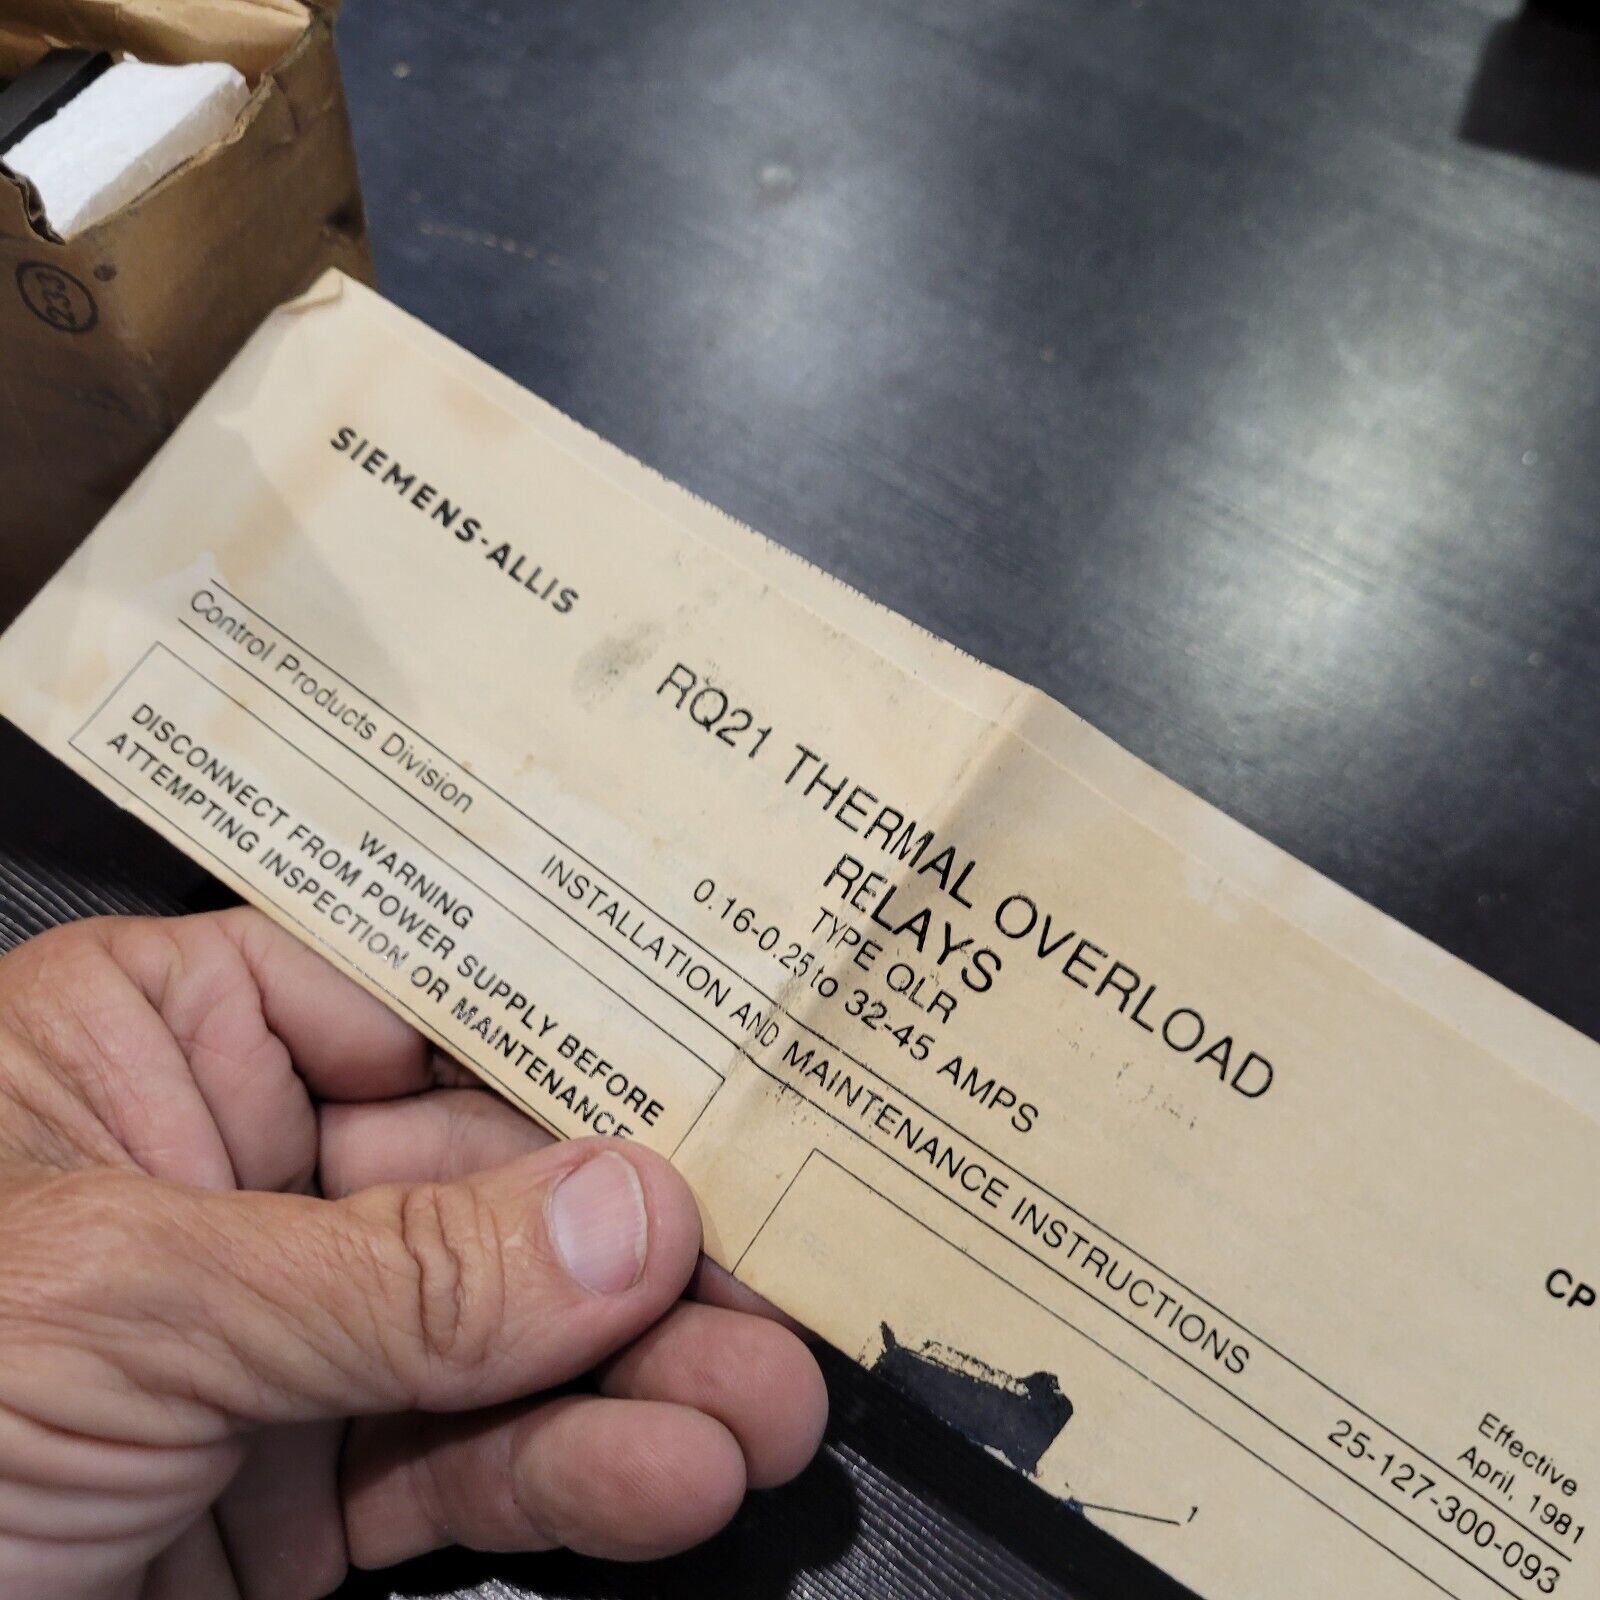 233
SIEMENS-ALLIS
RQ21 THERMAL OVERLOAD
RELAYS
TYPE QLR
0.16-0.25 to 32-45 AMPS
CP
Effective
April, 1981
Control Products Division
INSTALLATION AND MAINTENANCE INSTRUCTIONS
25-127-300-093
WARNING
DISCONNECT FROM POWER SUPPLY BEFORE
ATTEMPTING INSPECTION OR MAINTENANCE
1